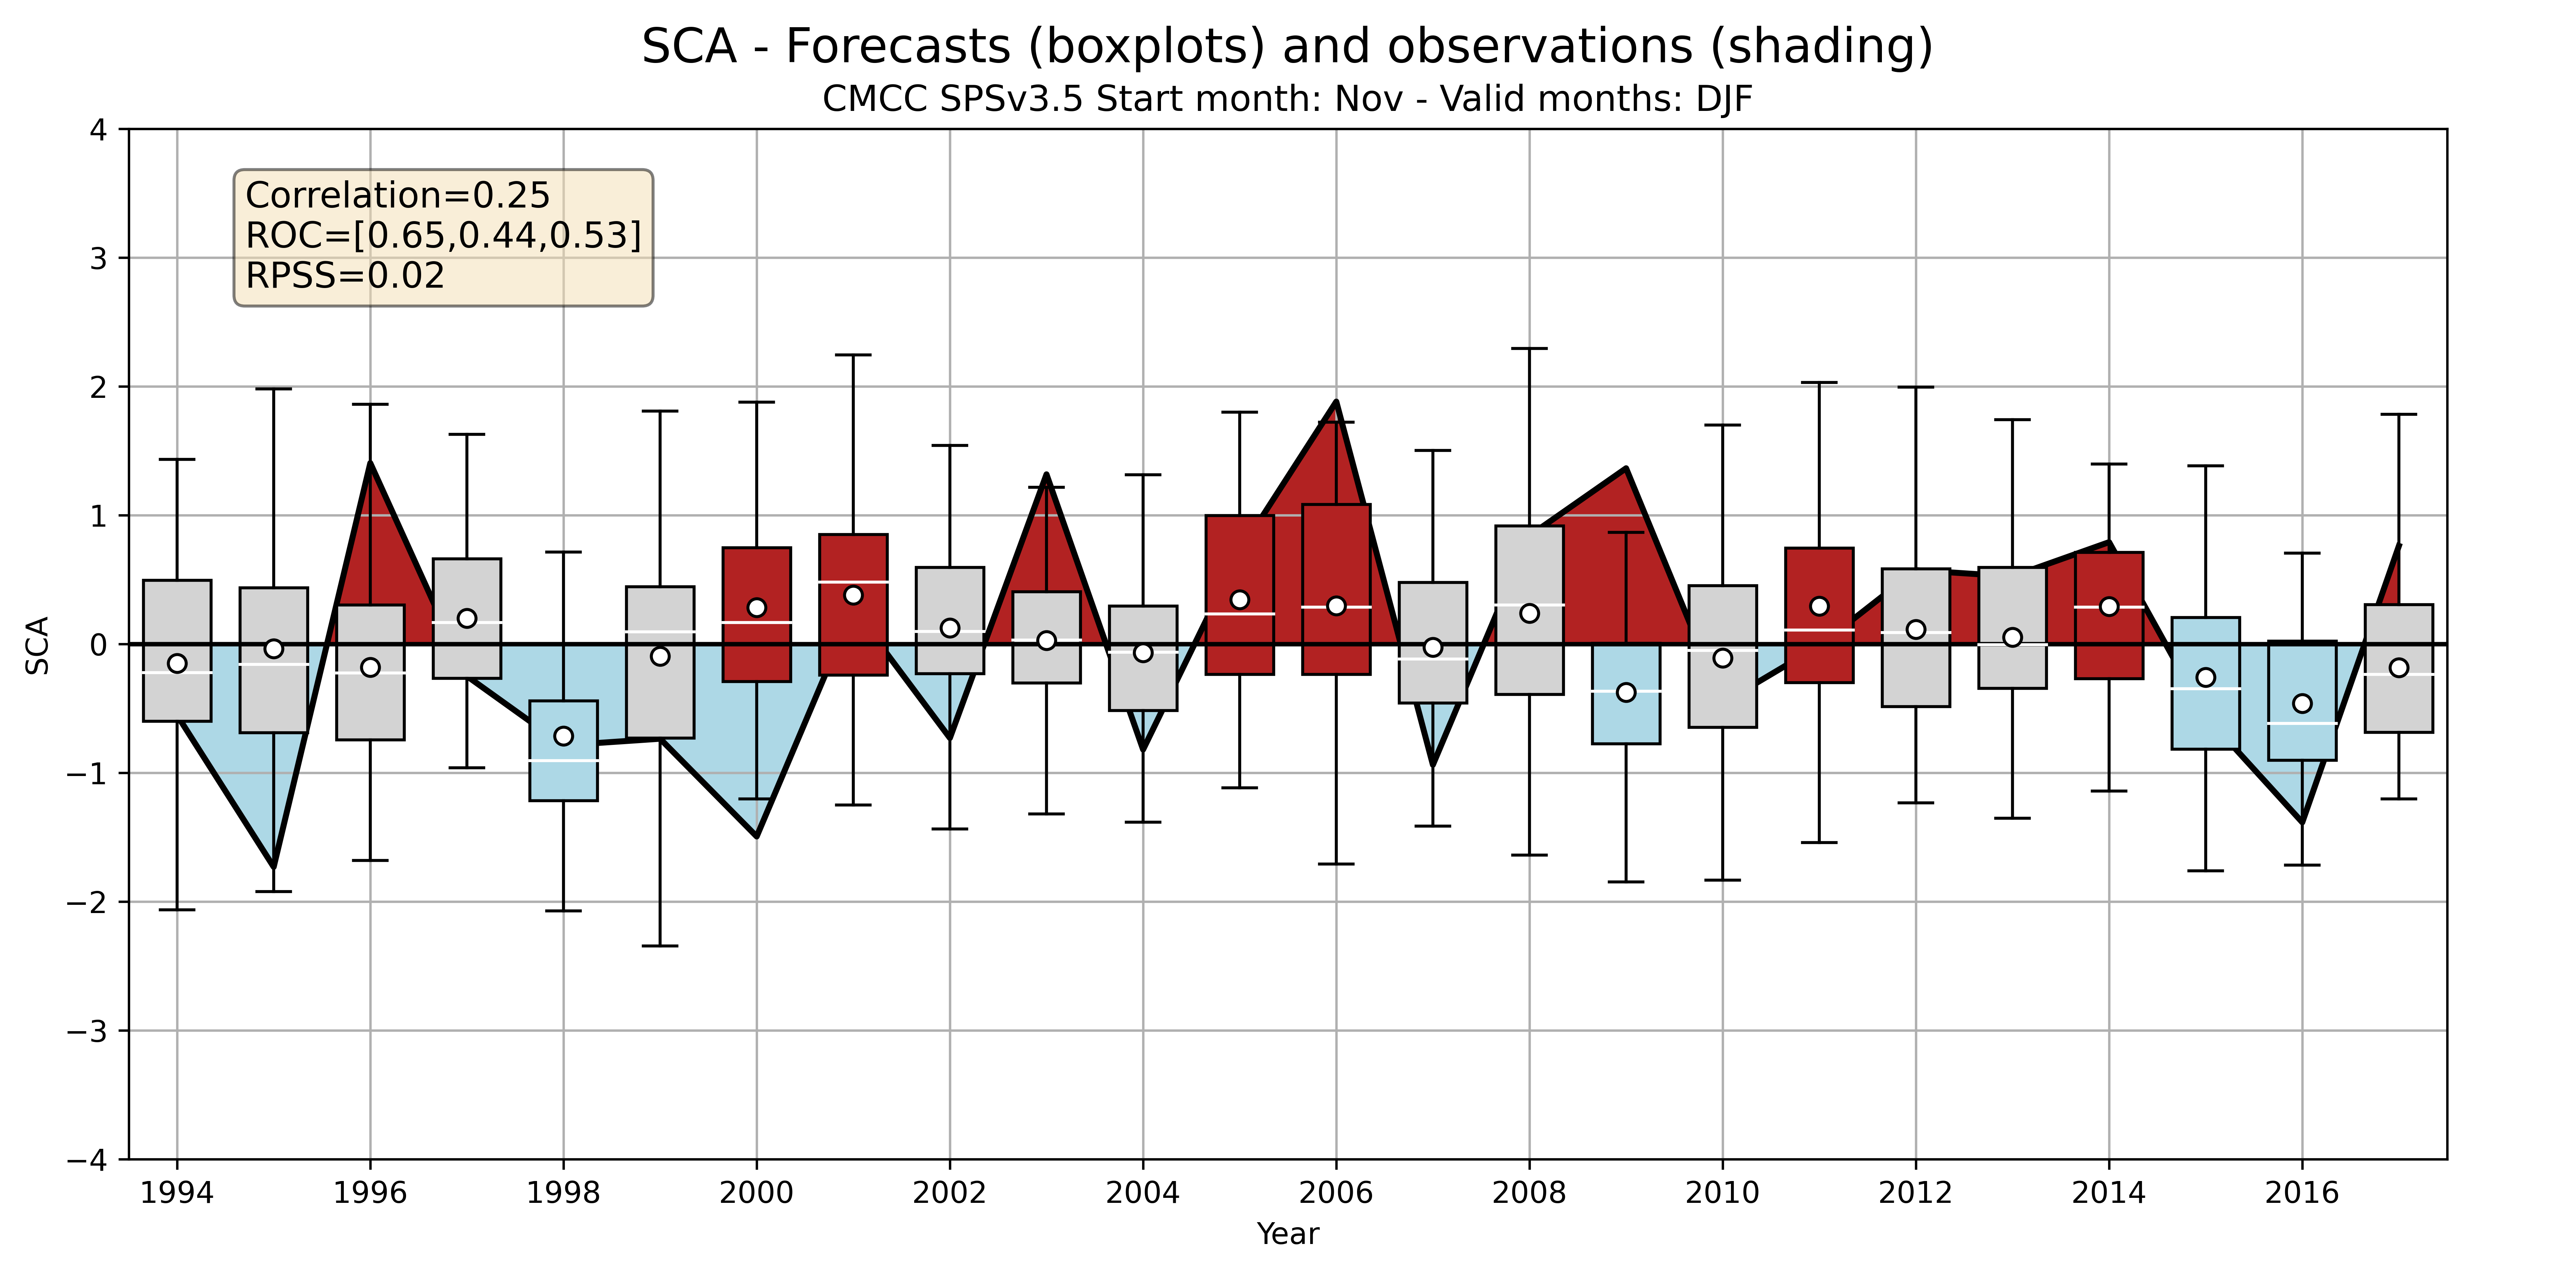 SCA - Forecasts (boxplots) and observations (shading)
CMCC SPSv3.5 Start month: Nov - Valid months: DJF
Correlation=0.25
ROC=[0.65,0.44,0.53]
RPSS=0.02
4
3
2
1
0
−1
−2
−3
−4
SCA
1994 1996 1998 2000 2002 2004 2006 2008 2010 2012 2014 2016
Year